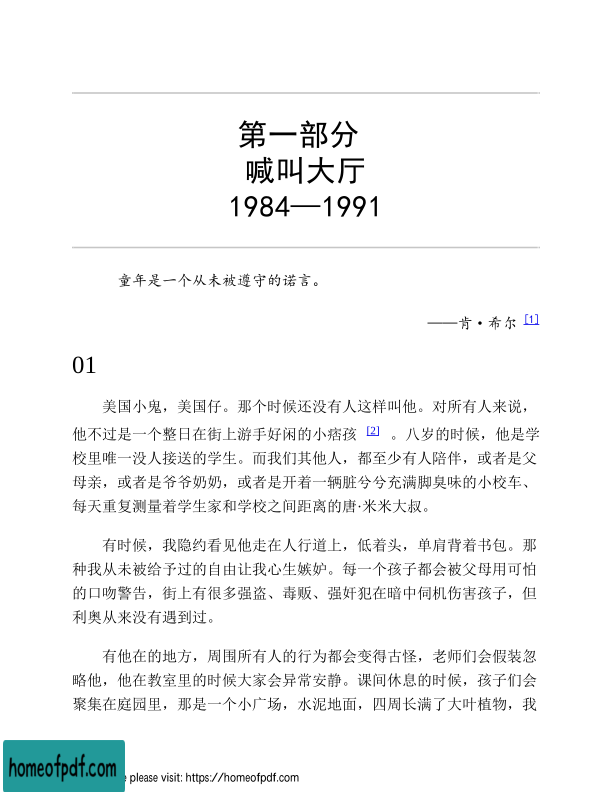 第一部分
喊叫大厅
1984—1991
童年是一个从未被遵守的诺言。
——肯·希尔 [1]
01
美国小鬼，美国仔。那个时候还没有人这样叫他。对所有人来说，
他不过是一个整日在街上游手好闲的小痞孩 [2] 。八岁的时候，他是学
校里唯一没人接送的学生。而我们其他人，都至少有人陪伴，或者是父
母亲，或者是爷爷奶奶，或者是开着一辆脏兮兮充满脚臭味的小校车、
每天重复测量着学生家和学校之间距离的唐·米米大叔。
有时候，我隐约看见他走在人行道上，低着头，单肩背着书包。那
种我从未被给予过的自由让我心生嫉妒。每一个孩子都会被父母用可怕
的口吻警告，街上有很多强盗、毒贩、强奸犯在暗中伺机伤害孩子，但
利奥从来没有遇到过。
有他在的地方，周围所有人的行为都会变得古怪，老师们会假装忽
略他，他在教室里的时候大家会异常安静。课间休息的时候，孩子们会
聚集在庭园里，那是一个小广场，水泥地面，四周长满了大叶植物，我
homeofpdf.com
e please visit: https://homeofpdf.com